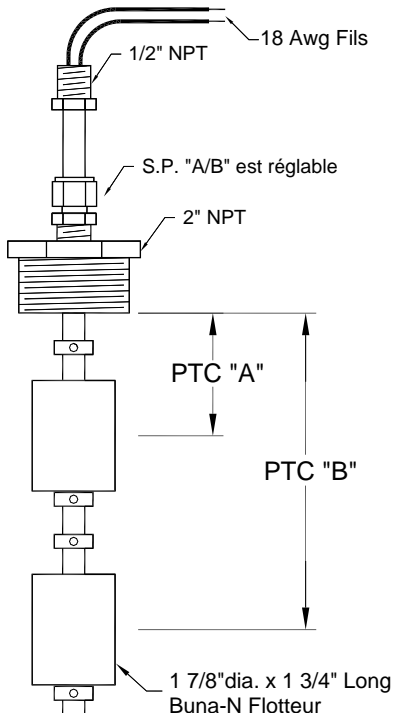 18 Awg Fils
1/2" NPT
S.P. "A/B" est réglable
2" NPT
PTC "A"
PTC "B"
1 7/8"dia. x 1 3/4" Long
Buna-N Flotteur